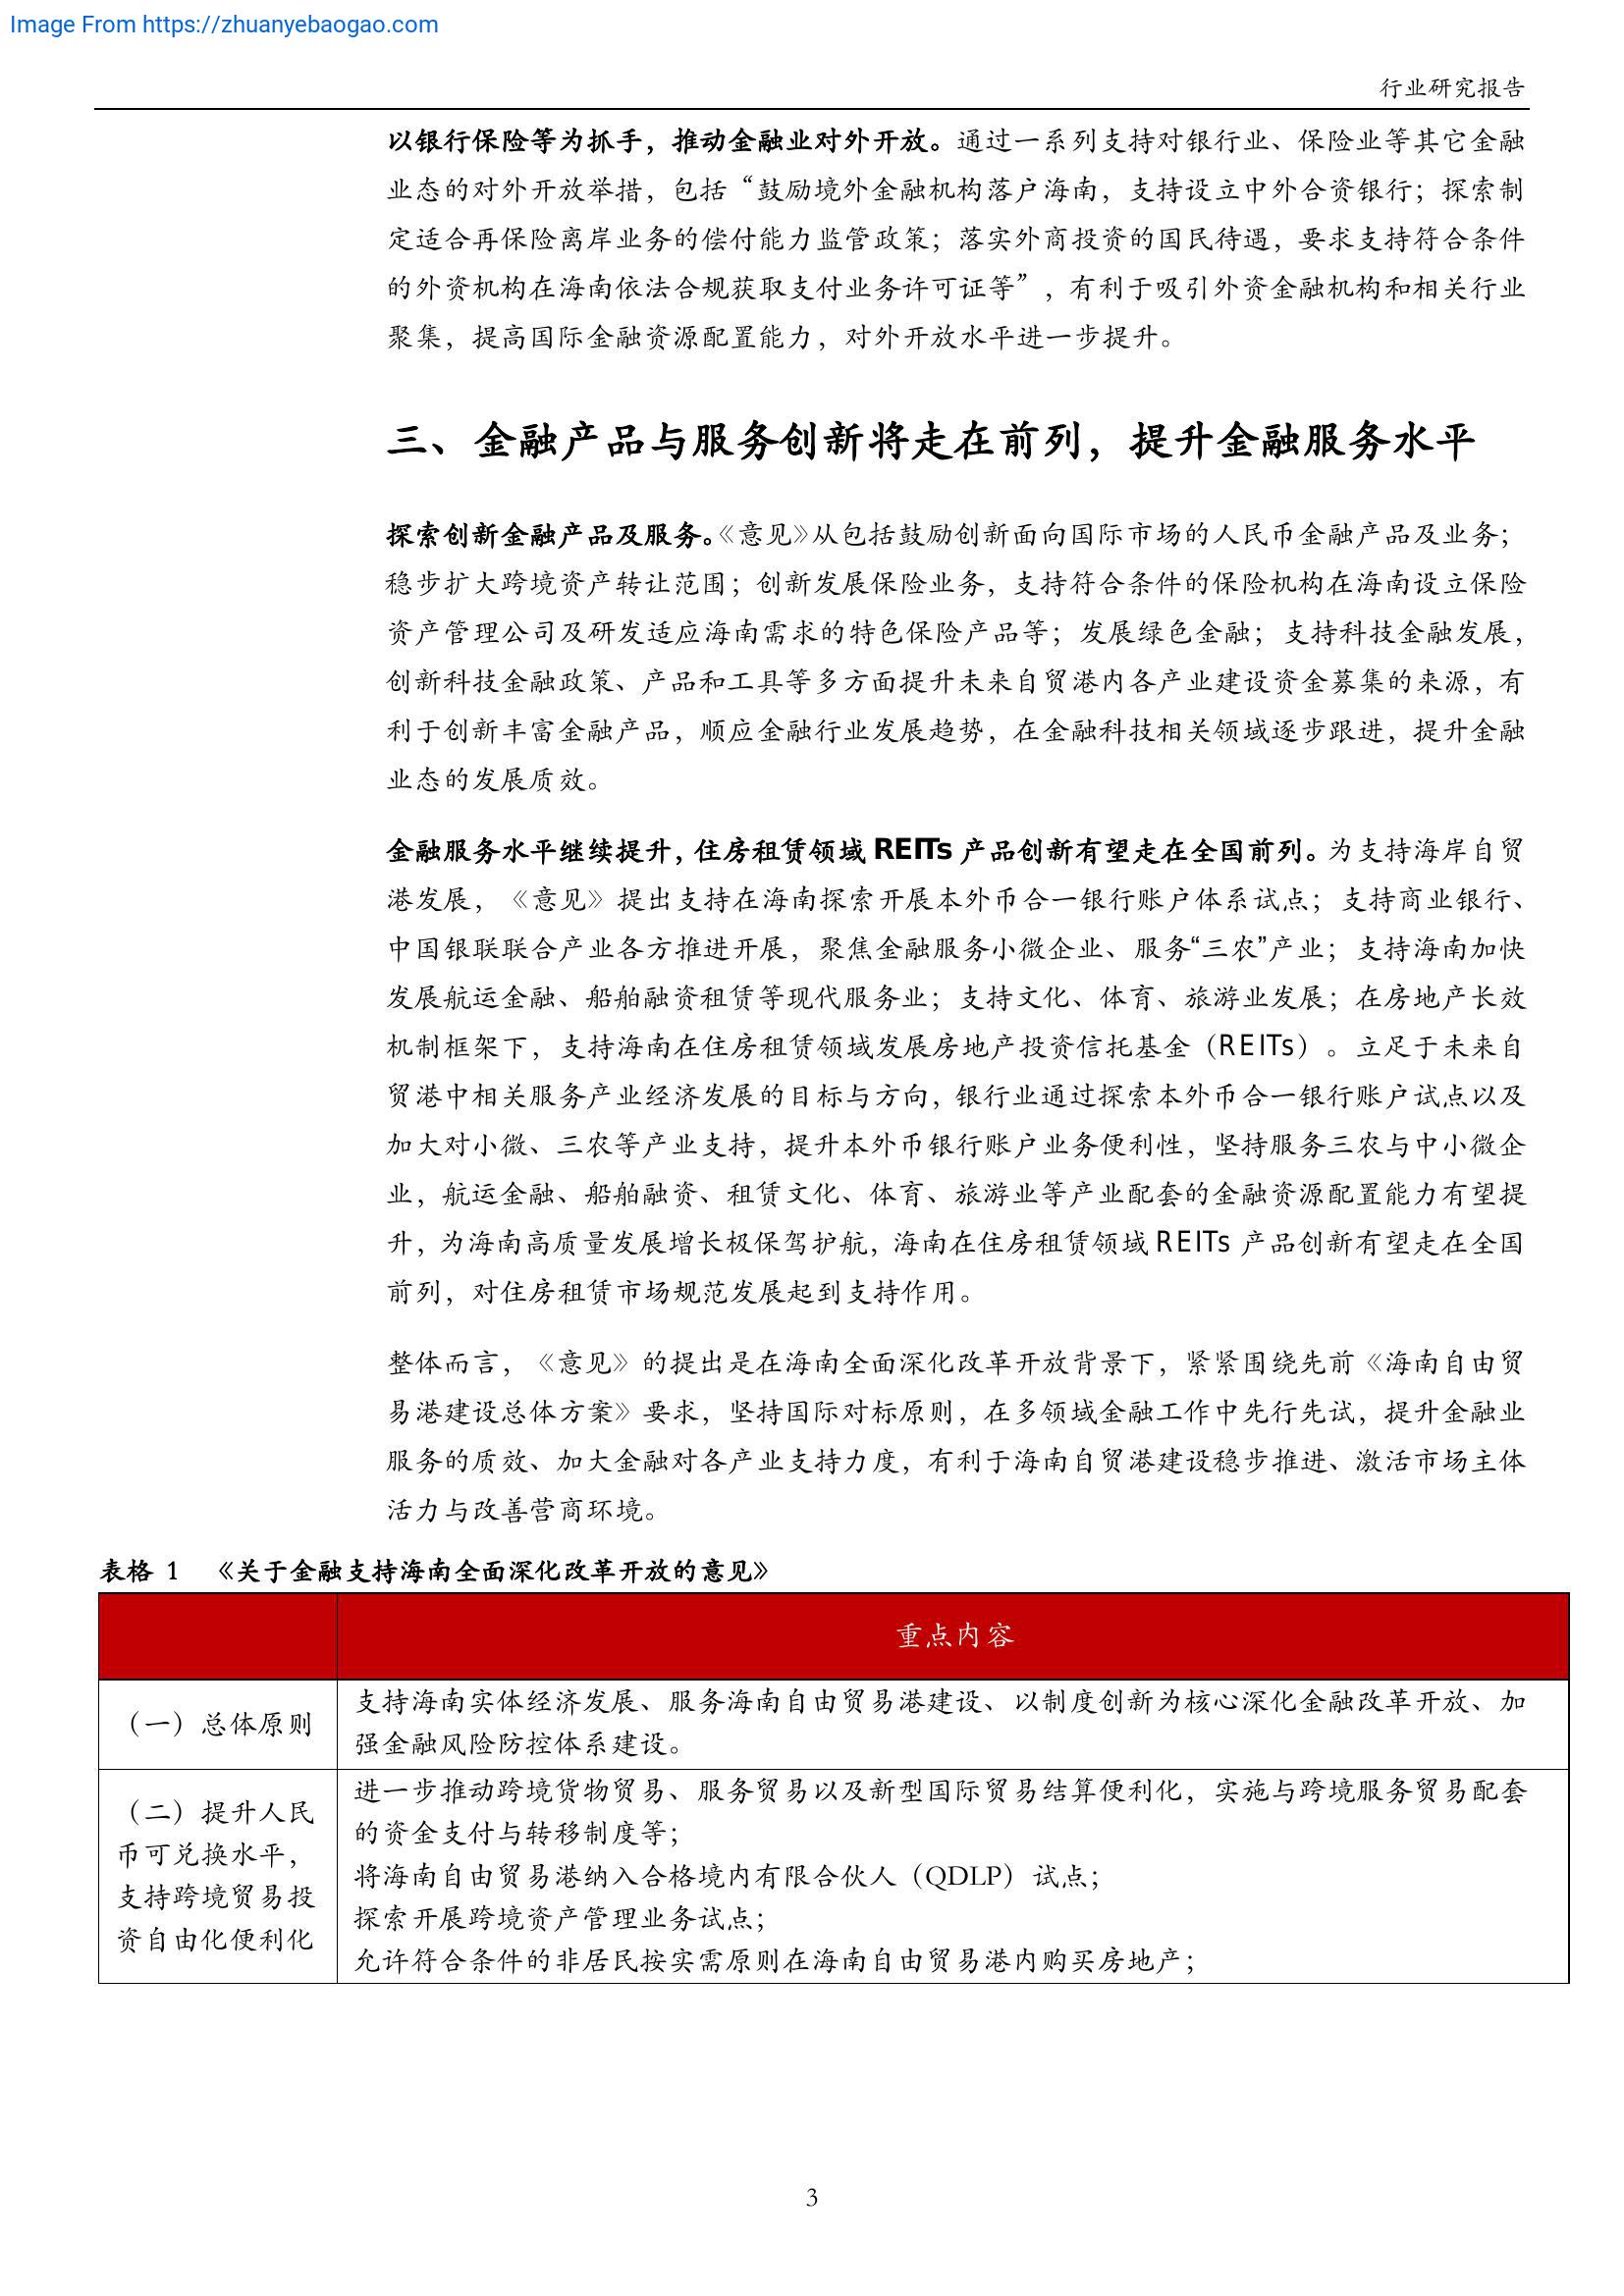 Image From https://zhuanyebaogao.com
行业研究报告
以银行保险等为抓手，推动金融业对外开放。通过一系列支持对银行业、保险业等其它金融
业态的对外开放举措，包括“鼓励境外金融机构落户海南，支持设立中外合资银行；探索制
定适合再保险离岸业务的偿付能力监管政策；落实外商投资的国民待遇，要求支持符合条件
的外资机构在海南依法合规获取支付业务许可证等”，有利于吸引外资金融机构和相关行业
聚集，提高国际金融资源配置能力，对外开放水平进一步提升。
三、金融产品与服务创新将走在前列，提升金融服务水平
探索创新金融产品及服务。《意见》从包括鼓励创新面向国际市场的人民币金融产品及业务；
稳步扩大跨境资产转让范围；创新发展保险业务，支持符合条件的保险机构在海南设立保险
资产管理公司及研发适应海南需求的特色保险产品等；发展绿色金融；支持科技金融发展，
创新科技金融政策、产品和工具等多方面提升未来自贸港内各产业建设资金募集的来源，有
利于创新丰富金融产品，顺应金融行业发展趋势，在金融科技相关领域逐步跟进，提升金融
业态的发展质效。
金融服务水平继续提升，住房租赁领域 REITs 产品创新有望走在全国前列。为支持海岸自贸
港发展，《意见》提出支持在海南探索开展本外币合一银行账户体系试点；支持商业银行、
中国银联联合产业各方推进开展，聚焦金融服务小微企业、服务“三农”产业；支持海南加快
发展航运金融、船舶融资租赁等现代服务业；支持文化、体育、旅游业发展；在房地产长效
机制框架下，支持海南在住房租赁领域发展房地产投资信托基金（REITs）。立足于未来自
贸港中相关服务产业经济发展的目标与方向，银行业通过探索本外币合一银行账户试点以及
加大对小微、三农等产业支持，提升本外币银行账户业务便利性，坚持服务三农与中小微企
业，航运金融、船舶融资、租赁文化、体育、旅游业等产业配套的金融资源配置能力有望提
升，为海南高质量发展增长极保驾护航，海南在住房租赁领域 REITs 产品创新有望走在全国
前列，对住房租赁市场规范发展起到支持作用。
整体而言，《意见》的提出是在海南全面深化改革开放背景下，紧紧围绕先前《海南自由贸
易港建设总体方案》要求，坚持国际对标原则，在多领域金融工作中先行先试，提升金融业
服务的质效、加大金融对各产业支持力度，有利于海南自贸港建设稳步推进、激活市场主体
活力与改善营商环境。
表格 1 《关于金融支持海南全面深化改革开放的意见》
重点内容
（一）总体原则
支持海南实体经济发展、服务海南自由贸易港建设、以制度创新为核心深化金融改革开放、加
强金融风险防控体系建设。
（二）提升人民
币可兑换水平，
支持跨境贸易投
资自由化便利化
进一步推动跨境货物贸易、服务贸易以及新型国际贸易结算便利化，实施与跨境服务贸易配套
的资金支付与转移制度等；
将海南自由贸易港纳入合格境内有限合伙人（QDLP）试点；
探索开展跨境资产管理业务试点；
允许符合条件的非居民按实需原则在海南自由贸易港内购买房地产；
3